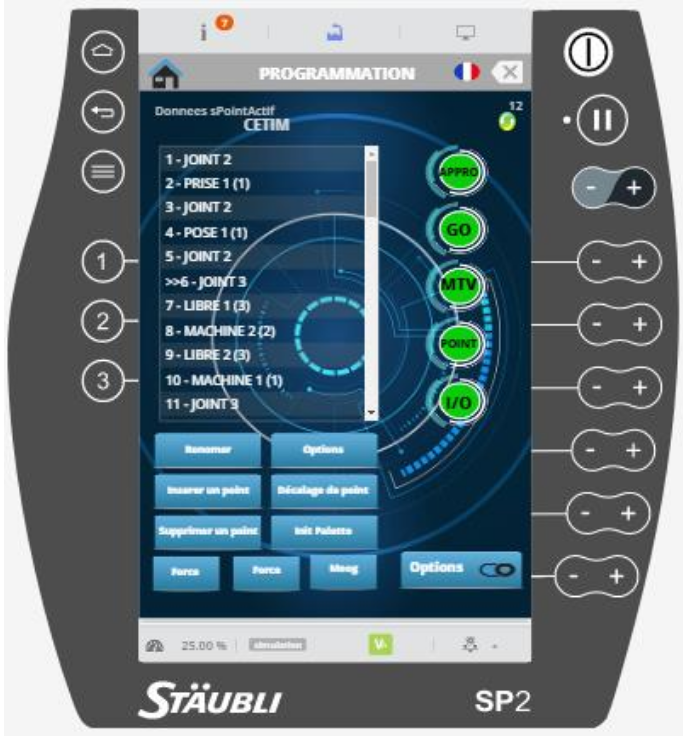 7
PROGRAMMATION
Donnees sPointActif
CETIM
12
1 - JOINT 2
2 - PRISE 1 (1)
3 - JOINT 2
4 - POSE 1 (1)
5 - JOINT 2
>>6 - JOINT 3
7 - LIBRE 1 (3)
8 - MACHINE 2 (2)
9 - LIBRE 2 (3)
10 - MACHINE 1 (1)
11 - JOINT 3
APPRO
GO
MTV
POINT
I/O
1
2
3
- +
- +
- +
- +
- +
- +
- +
Renomer Options
Inserer un point Décalage de point
Supprimer un point Init Palette
Force Force Moog
Options
25.00 % simulation V+
STÄUBLI
SP2